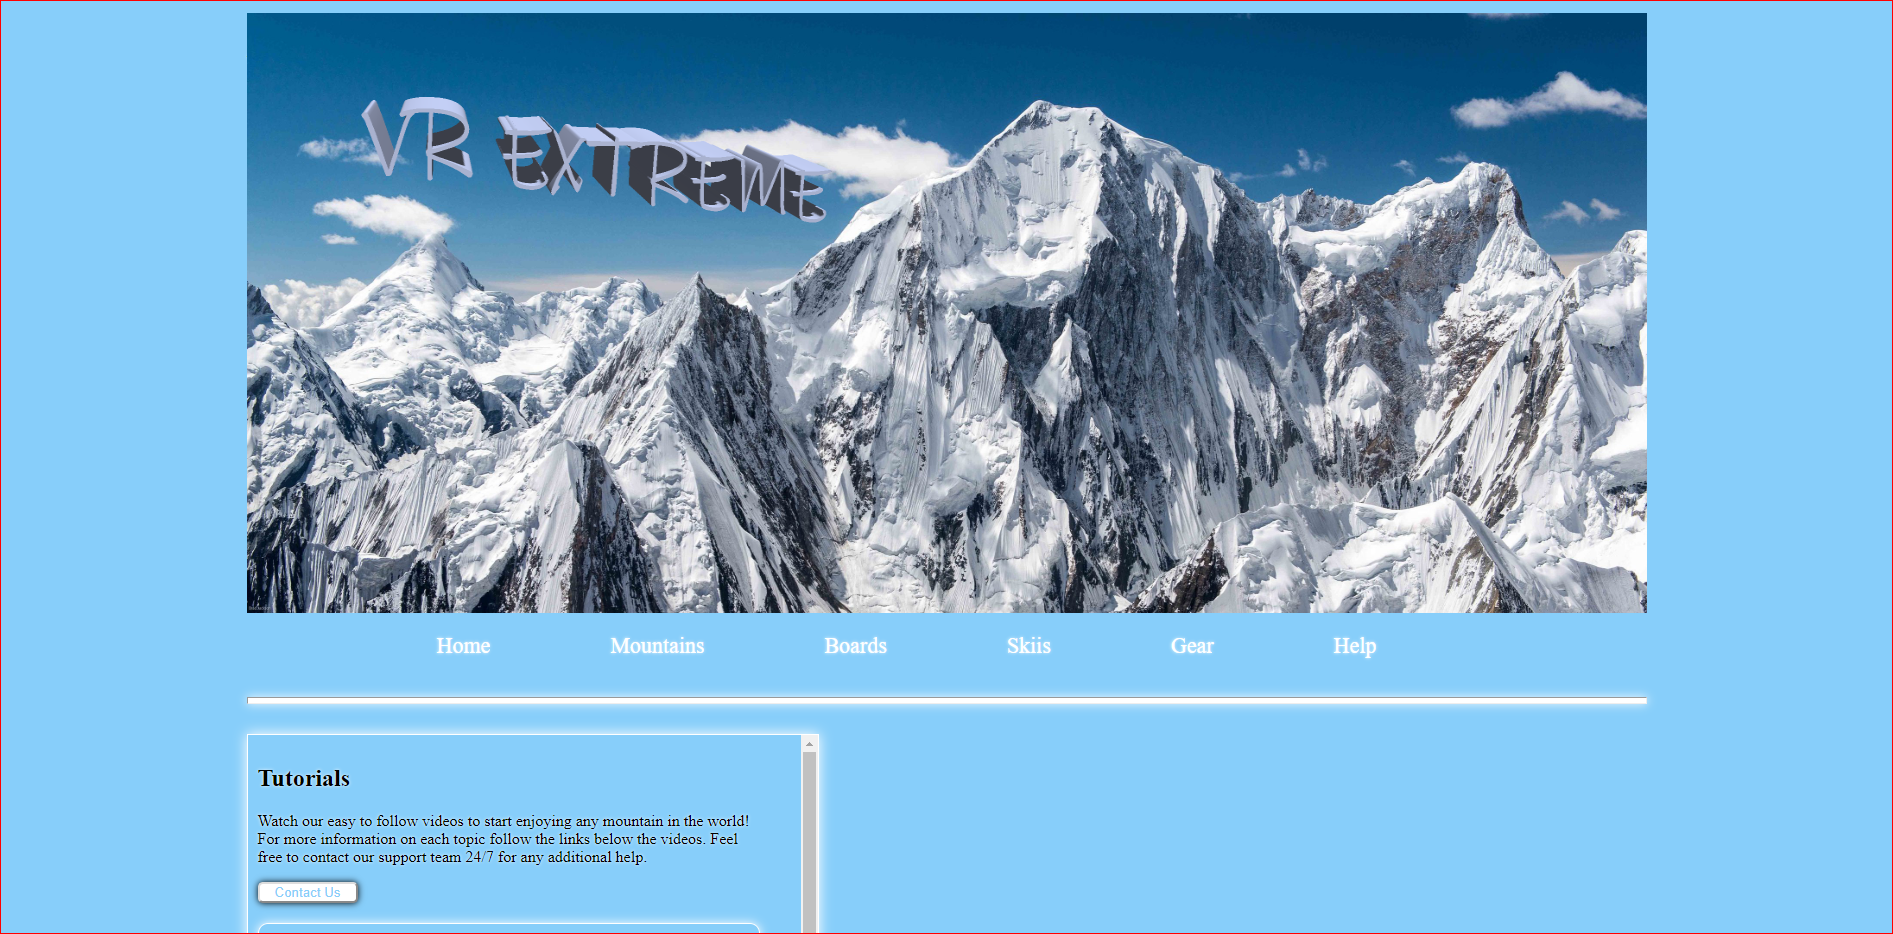 VR EXTREME
Home Mountains Boards Skiis Gear Help
Tutorials
Watch our easy to follow videos to start enjoying any mountain in the world!
For more information on each topic follow the links below the videos. Feel
free to contact our support team 24/7 for any additional help.
Contact Us